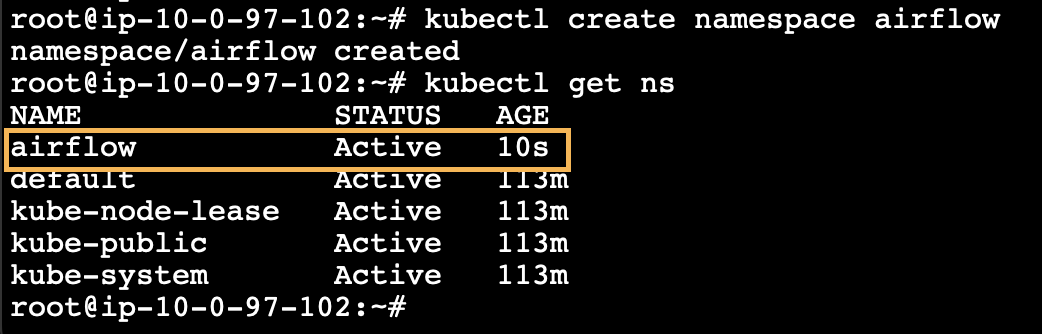 root@ip-10-0-97-102:~# kubectl create namespace airflow
namespace/airflow created
root@ip-10-0-97-102:~# kubectl get ns
NAME              STATUS   AGE
airflow           Active   10s
default           Active   113m
kube-node-lease   Active   113m
kube-public       Active   113m
kube-system       Active   113m
root@ip-10-0-97-102:~#